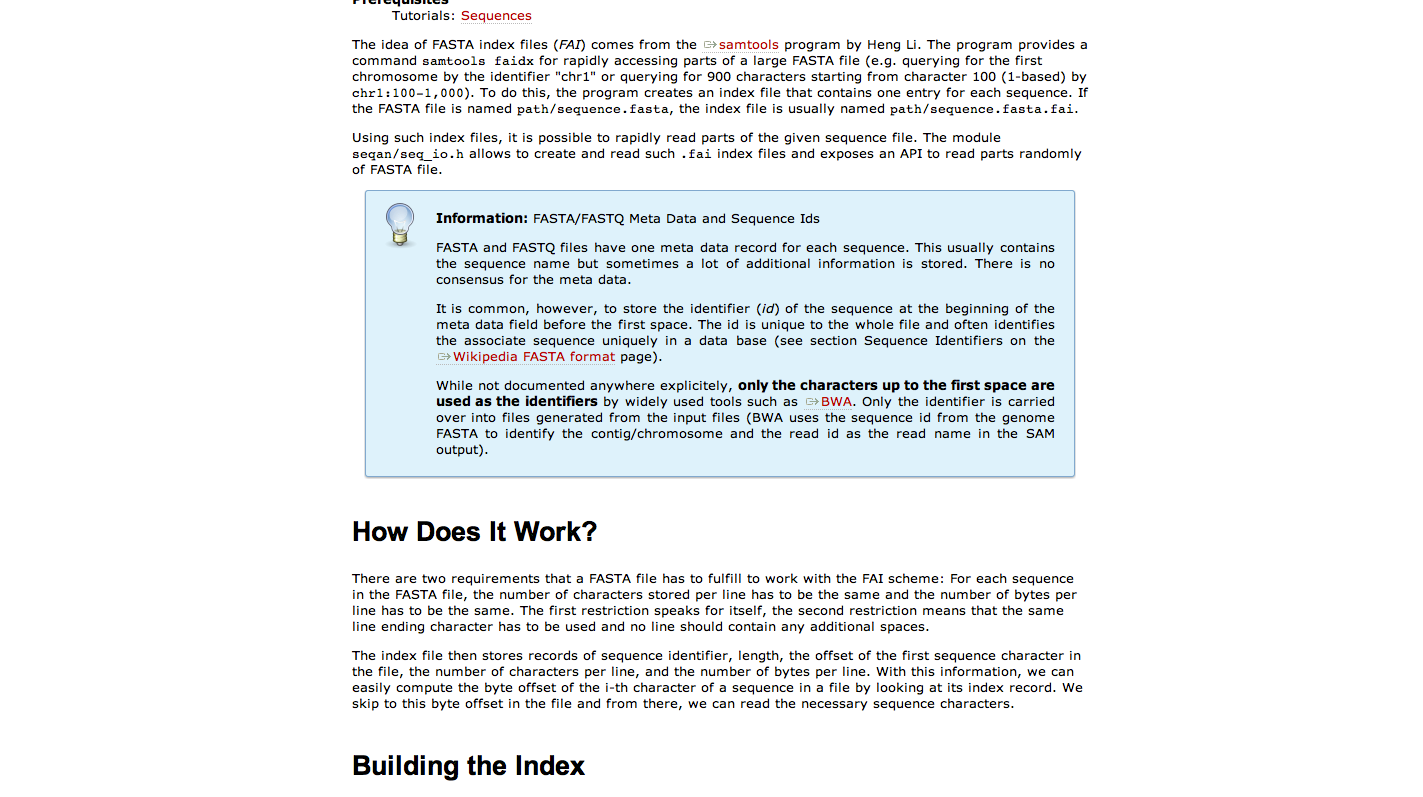 Prerequisites
Tutorials: Sequences
The idea of FASTA index files (FAI) comes from the samtools program by Heng Li. The program provides a
command samtools faidx for rapidly accessing parts of a large FASTA file (e.g. querying for the first
chromosome by the identifier "chr1" or querying for 900 characters starting from character 100 (1-based) by
chr1:100-1,000). To do this, the program creates an index file that contains one entry for each sequence. If
the FASTA file is named path/sequence.fasta, the index file is usually named path/sequence.fasta.fai.
Using such index files, it is possible to rapidly read parts of the given sequence file. The module
seqan/seq_io.h allows to create and read such .fai index files and exposes an API to read parts randomly
of FASTA file.
Information: FASTA/FASTQ Meta Data and Sequence Ids
FASTA and FASTQ files have one meta data record for each sequence. This usually contains
the sequence name but sometimes a lot of additional information is stored. There is no
consensus for the meta data.
It is common, however, to store the identifier (id) of the sequence at the beginning of the
meta data field before the first space. The id is unique to the whole file and often identifies
the associate sequence uniquely in a data base (see section Sequence Identifiers on the
Wikipedia FASTA format page).
While not documented anywhere explicitly, only the characters up to the first space are
used as the identifiers by widely used tools such as BWA. Only the identifier is carried
over into files generated from the input files (BWA uses the sequence id from the genome
FASTA to identify the contig/chromosome and the read id as the read name in the SAM
output).
How Does It Work?
There are two requirements that a FASTA file has to fulfill to work with the FAI scheme: For each sequence
in the FASTA file, the number of characters stored per line has to be the same and the number of bytes per
line has to be the same. The first restriction speaks for itself, the second restriction means that the same
line ending character has to be used and no line should contain any additional spaces.
The index file then stores records of sequence identifier, length, the offset of the first sequence character in
the file, the number of characters per line, and the number of bytes per line. With this information, we can
easily compute the byte offset of the i-th character of a sequence in a file by looking at its index record. We
skip to this byte offset in the file and from there, we can read the necessary sequence characters.
Building the Index